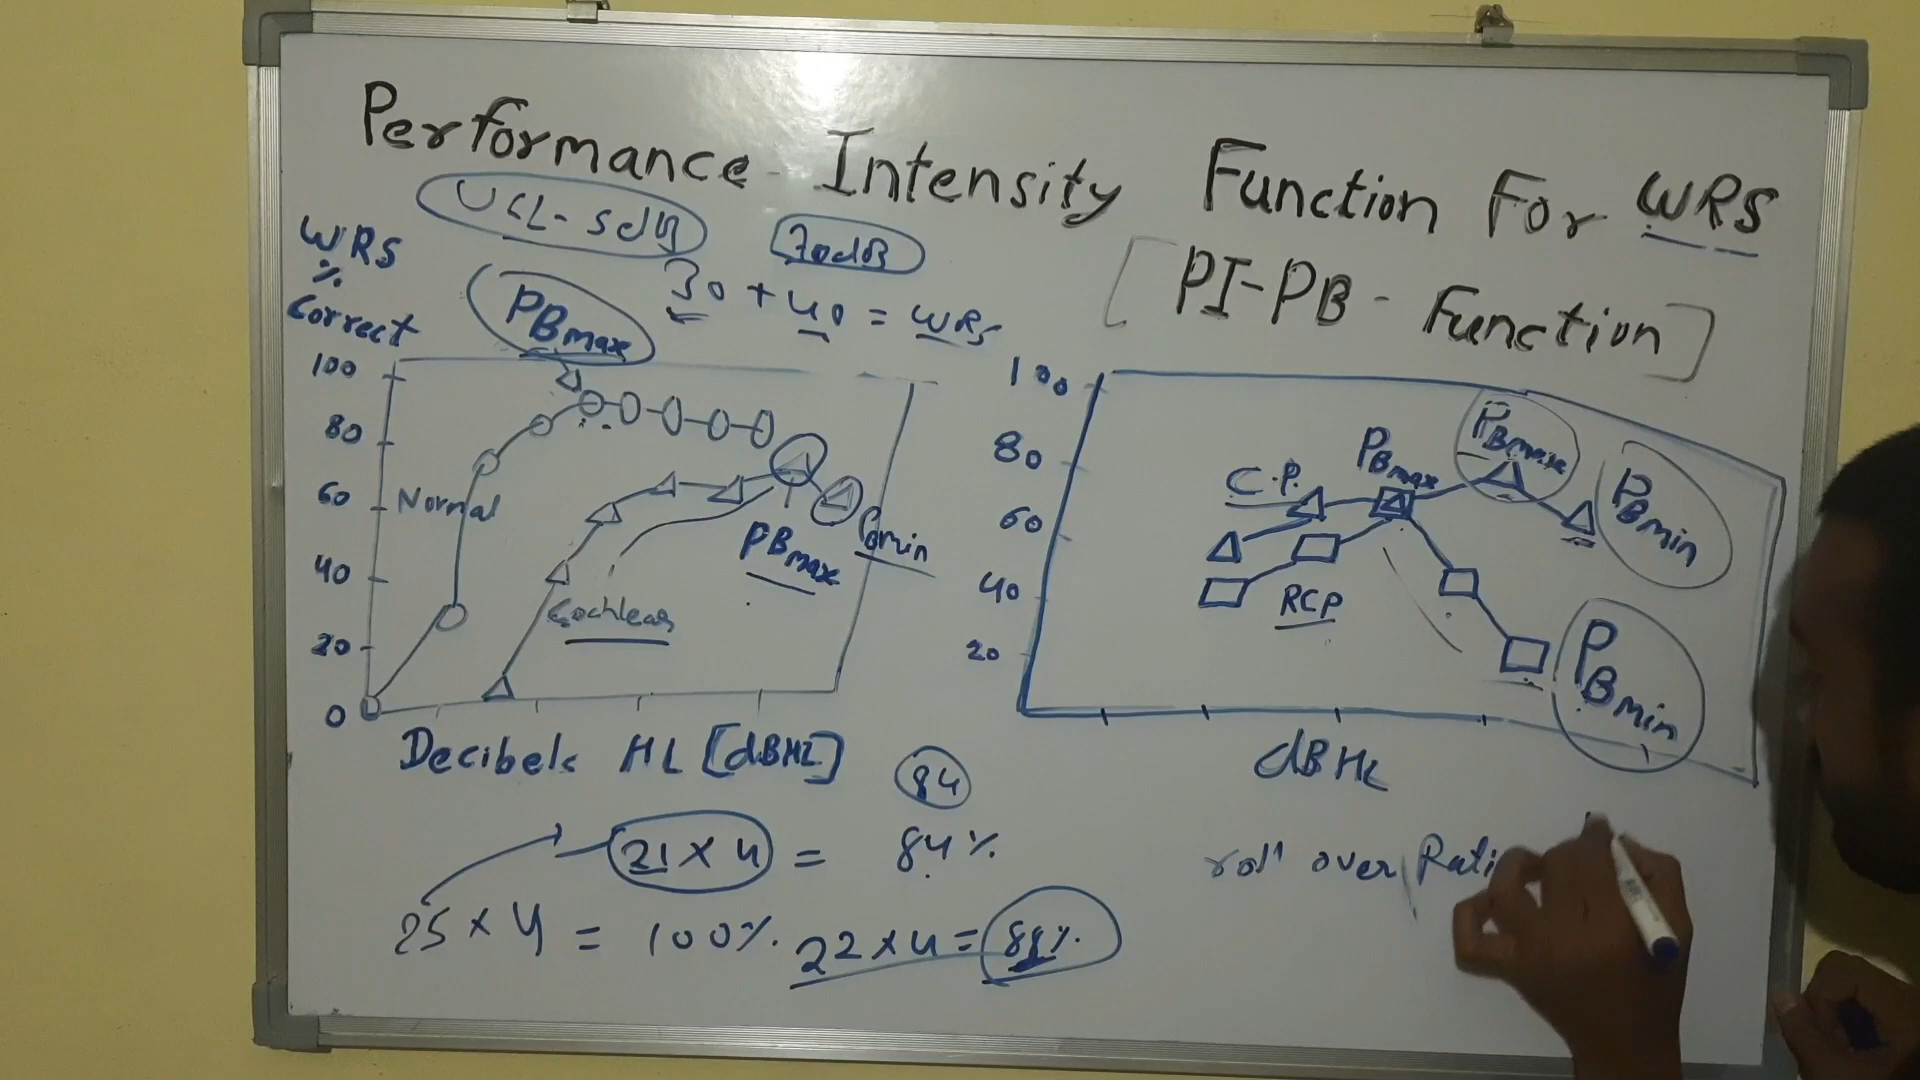 Performance - Intensity Function For WRS
[PI-PB - Function]
UCL-5dB
70dB
WRS
%
Correct
PBmax
30 + 40 = WRS
100
80
60
40
20
0
Normal
Cochlear
PBmax
PBmin
Decibels HL [dBHL]
100
80
60
40
20
C.P.
PBmax
PBmax
PBmin
RCP
PBmin
dBHL
84
21 x 4 = 84%
25 x 4 = 100%.
22 x 4 = 88%.
roll over Rati